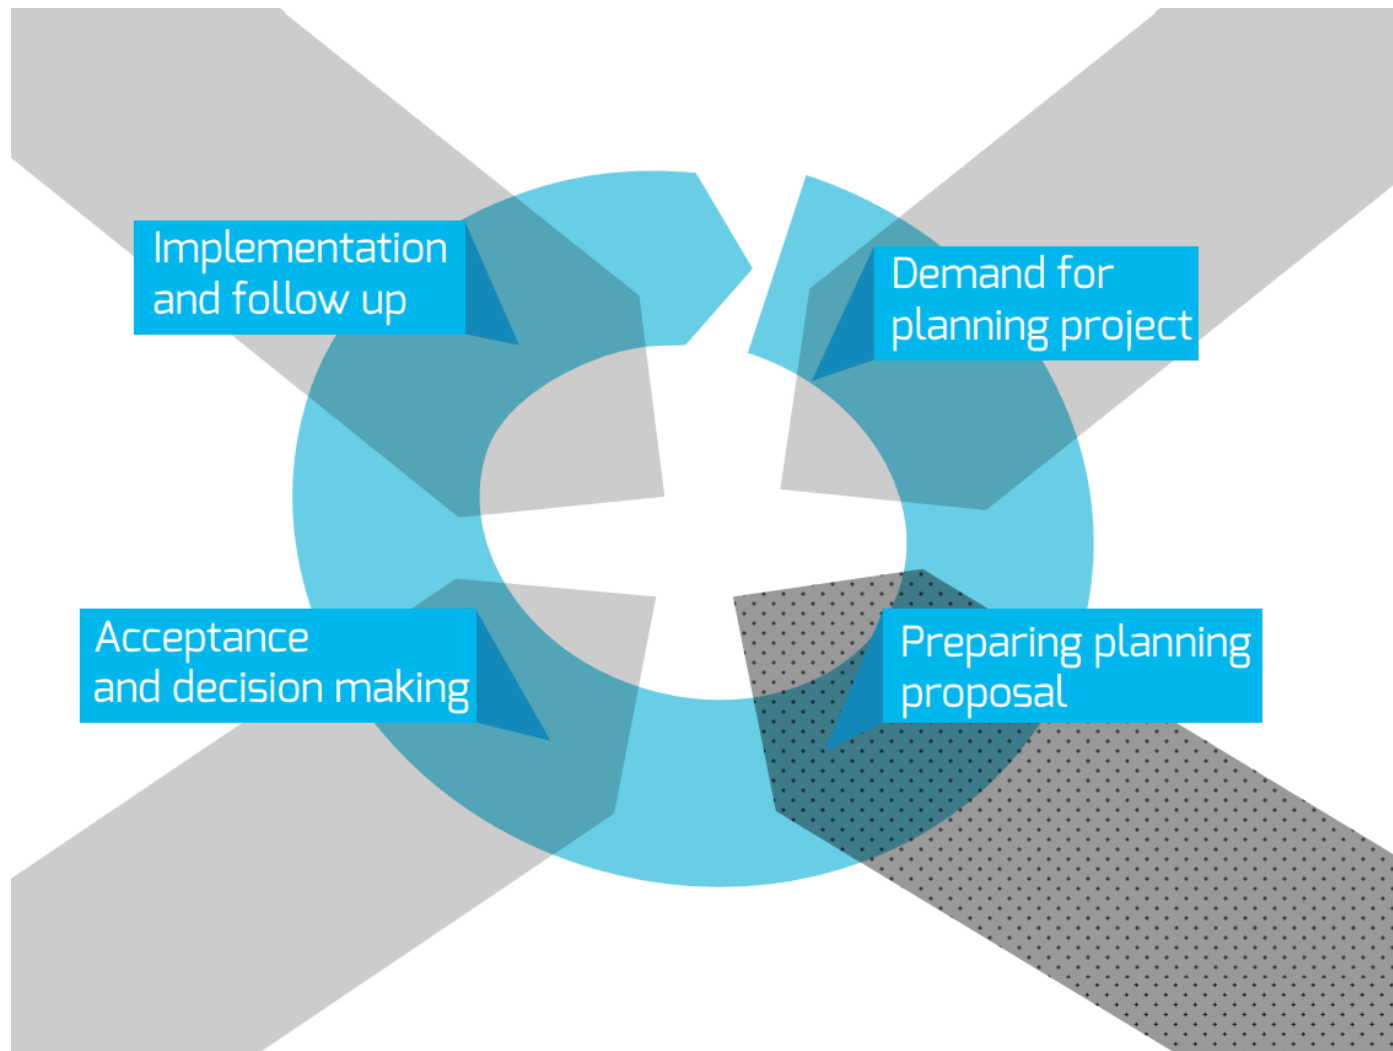 Implementation
and follow up
Demand for
planning project
Acceptance
and decision making
Preparing planning
proposal